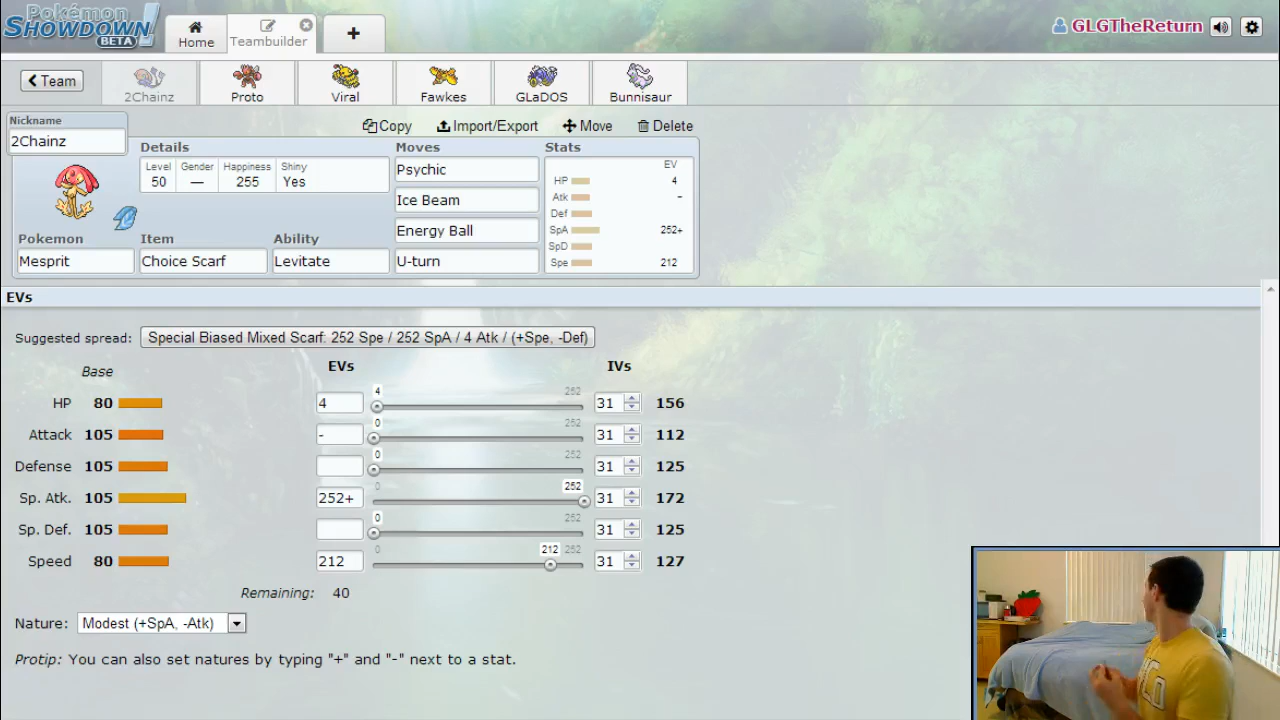 Pokémon
SHOWDOWN!
BETA
Home
Teambuilder
+
GLGTheReturn
Team
2Chainz
Proto
Viral
Fawkes
GLaDOS
Bunnisaur
Nickname
2Chainz
Copy
Import/Export
Move
Delete
Details
Moves
Stats
Level
Gender
Happiness
Shiny
50
—
255
Yes
Psychic
Ice Beam
Energy Ball
U-turn
EV
HP 4
Atk -
Def
SpA 252+
SpD
Spe 212
Pokemon
Item
Ability
Mesprit
Choice Scarf
Levitate
EVs
Suggested spread: Special Biased Mixed Scarf: 252 Spe / 252 SpA / 4 Atk / (+Spe, -Def)
Base EVs IVs
HP 80 4 4 252 31 156
Attack 105 - 0 252 31 112
Defense 105 0 252 31 125
Sp. Atk. 105 252+ 252 31 172
Sp. Def. 105 0 252 31 125
Speed 80 212 0 212 252 31 127
Remaining: 40
Nature: Modest (+SpA, -Atk)
Protip: You can also set natures by typing "+" and "-" next to a stat.